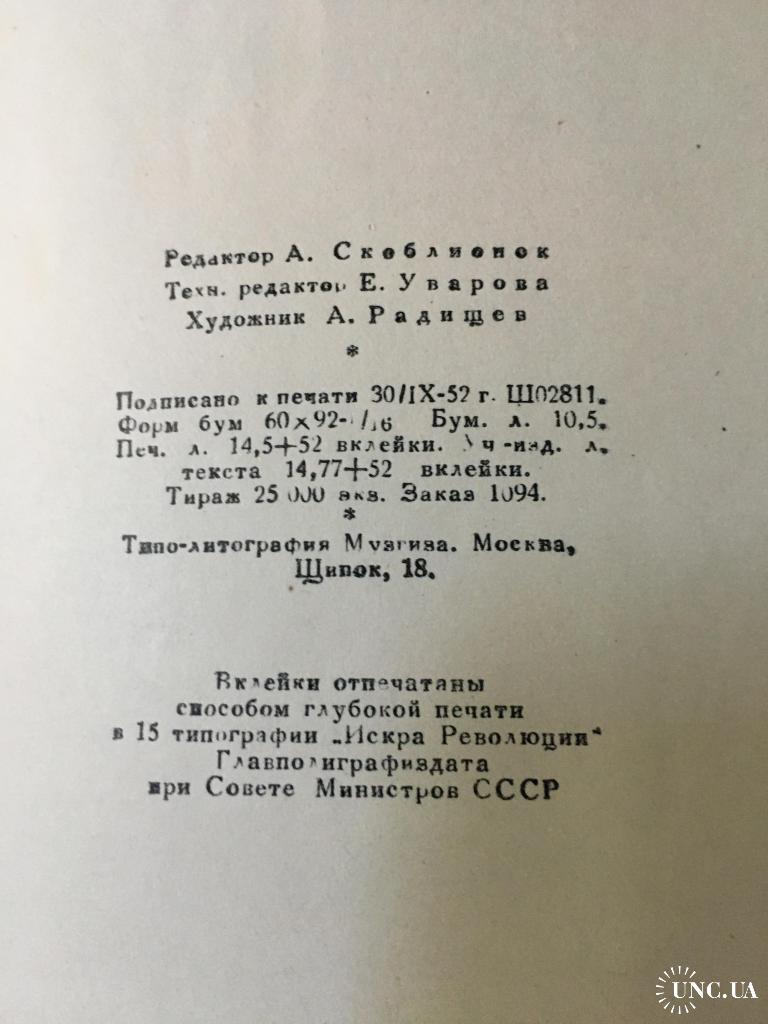 Редактор А. Скоблионок
Техн. редактор Е. Уварова
Художник А. Радищев
*
Подписано к печати 30/IX-52 г. Ш02811.
Форм бум 60×92-1/16 Бум. л. 10,5.
Печ. л. 14,5+52 вклейки. Уч-изд. л.
текста 14,77+52 вклейки.
Тираж 25 000 экз. Заказ 1094.
*
Типо-литография Музгиза. Москва,
Щипок, 18.
Вклейки отпечатаны
способом глубокой печати
в 15 типографии „Искра Революции“
Главполиграфиздата
при Совете Министров СССР
UNC.UA